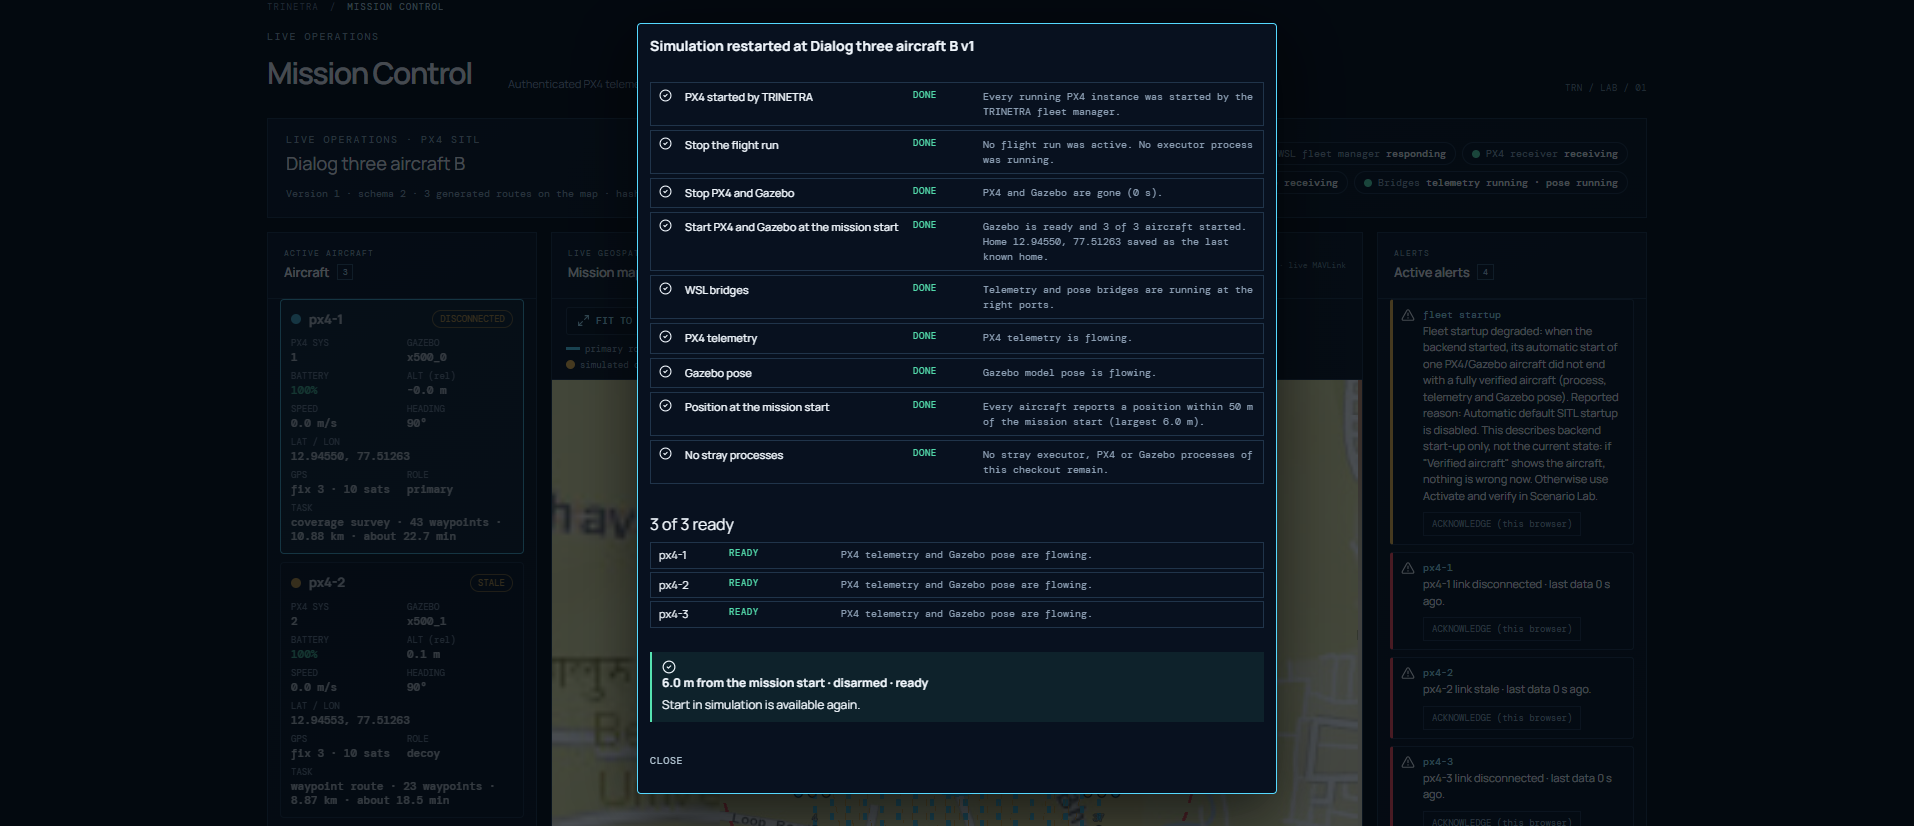 TRINETRA / MISSION CONTROL
LIVE OPERATIONS
Mission Control
Authenticated PX4 telem
TRN / LAB / 01
LIVE OPERATIONS · PX4 SITL
Dialog three aircraft B
Version 1 · schema 2 · 3 generated routes on the map · hash
WSL fleet manager responding
PX4 receiver receiving
receiving
Bridges telemetry running · pose running
ACTIVE AIRCRAFT
Aircraft 3
px4-1 DISCONNECTED
PX4 SYS GAZEBO
1 x500_0
BATTERY ALT (rel)
100% -0.0 m
SPEED HEADING
0.0 m/s 90°
LAT / LON
12.94550, 77.51263
GPS ROLE
fix 3 · 10 sats primary
TASK
coverage survey · 43 waypoints ·
10.88 km · about 22.7 min
px4-2 STALE
PX4 SYS GAZEBO
2 x500_1
BATTERY ALT (rel)
100% 0.1 m
SPEED HEADING
0.0 m/s 90°
LAT / LON
12.94553, 77.51263
GPS ROLE
fix 3 · 10 sats decoy
TASK
waypoint route · 23 waypoints ·
8.87 km · about 18.5 min
LIVE GEOSPAT
Mission ma
live MAVLink
FIT TO
primary ro
simulated
Simulation restarted at Dialog three aircraft B v1
PX4 started by TRINETRA DONE Every running PX4 instance was started by the
TRINETRA fleet manager.
Stop the flight run DONE No flight run was active. No executor process
was running.
Stop PX4 and Gazebo DONE PX4 and Gazebo are gone (0 s).
Start PX4 and Gazebo at the mission start DONE Gazebo is ready and 3 of 3 aircraft started.
Home 12.94550, 77.51263 saved as the last
known home.
WSL bridges DONE Telemetry and pose bridges are running at the
right ports.
PX4 telemetry DONE PX4 telemetry is flowing.
Gazebo pose DONE Gazebo model pose is flowing.
Position at the mission start DONE Every aircraft reports a position within 50 m
of the mission start (largest 6.0 m).
No stray processes DONE No stray executor, PX4 or Gazebo processes of
this checkout remain.
3 of 3 ready
px4-1 READY PX4 telemetry and Gazebo pose are flowing.
px4-2 READY PX4 telemetry and Gazebo pose are flowing.
px4-3 READY PX4 telemetry and Gazebo pose are flowing.
6.0 m from the mission start · disarmed · ready
Start in simulation is available again.
CLOSE
ALERTS
Active alerts 4
fleet startup
Fleet startup degraded: when the
backend started, its automatic start of
one PX4/Gazebo aircraft did not end
with a fully verified aircraft (process,
telemetry and Gazebo pose). Reported
reason: Automatic default SITL startup
is disabled. This describes backend
start-up only, not the current state: if
"Verified aircraft" shows the aircraft,
nothing is wrong now. Otherwise use
Activate and verify in Scenario Lab.
ACKNOWLEDGE (this browser)
px4-1
px4-1 link disconnected · last data 0 s
ago.
ACKNOWLEDGE (this browser)
px4-2
px4-2 link stale · last data 0 s ago.
ACKNOWLEDGE (this browser)
px4-3
px4-3 link disconnected · last data 0 s
ago.
ACKNOWLEDGE (this browser)